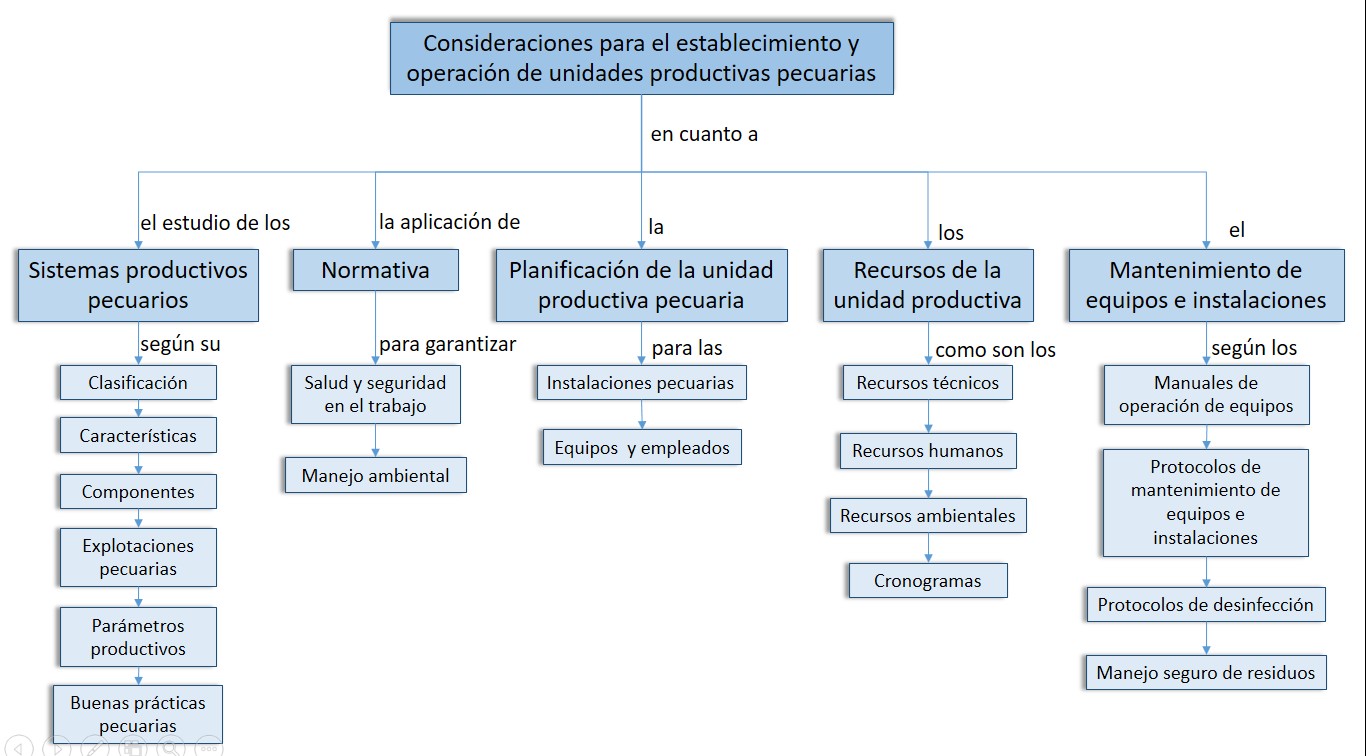 Consideraciones para el establecimiento y
operación de unidades productivas pecuarias
en cuanto a
el estudio de los
Sistemas productivos
pecuarios
según su
Clasificación
Características
Componentes
Explotaciones
pecuarias
Parámetros
productivos
Buenas prácticas
pecuarias
la aplicación de
Normativa
para garantizar
Salud y seguridad
en el trabajo
Manejo ambiental
la
Planificación de la unidad
productiva pecuaria
para las
Instalaciones pecuarias
Equipos y empleados
los
Recursos de la
unidad productiva
como son los
Recursos técnicos
Recursos humanos
Recursos ambientales
Cronogramas
el
Mantenimiento de
equipos e instalaciones
según los
Manuales de
operación de equipos
Protocolos de
mantenimiento de
equipos e
instalaciones
Protocolos de desinfección
Manejo seguro de residuos